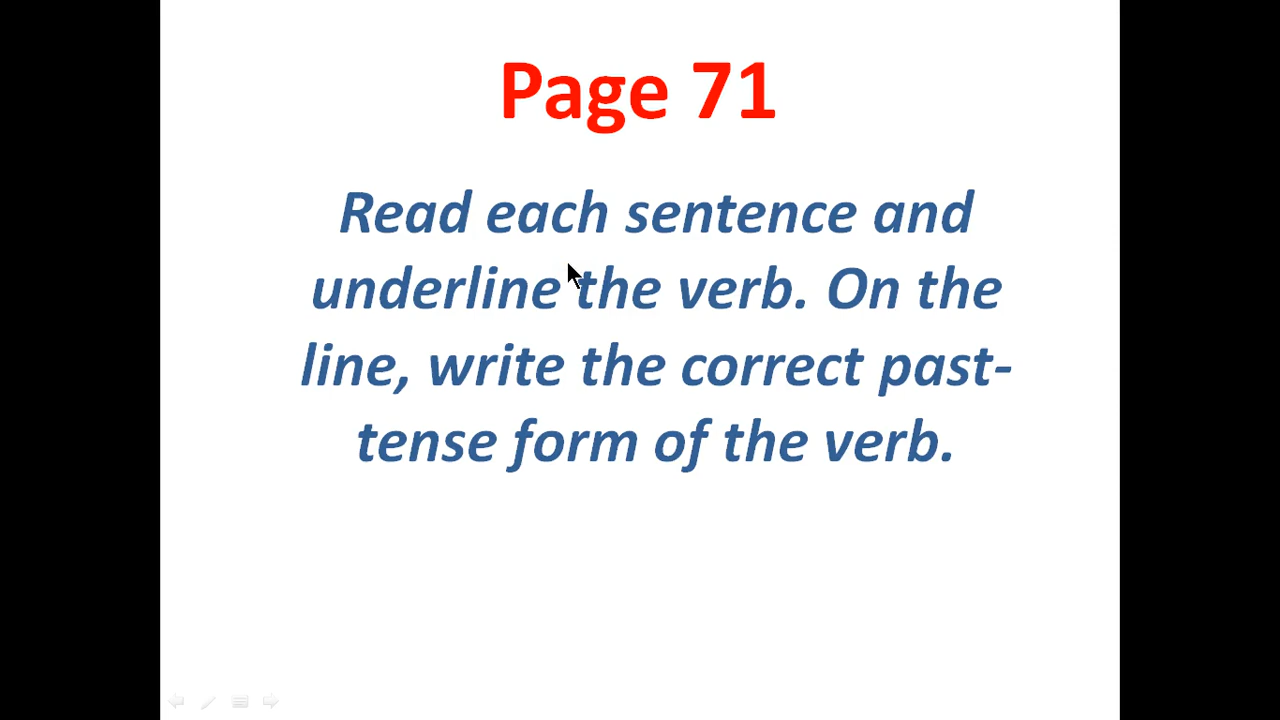 Page 71
Read each sentence and
underline the verb. On the
line, write the correct past-
tense form of the verb.